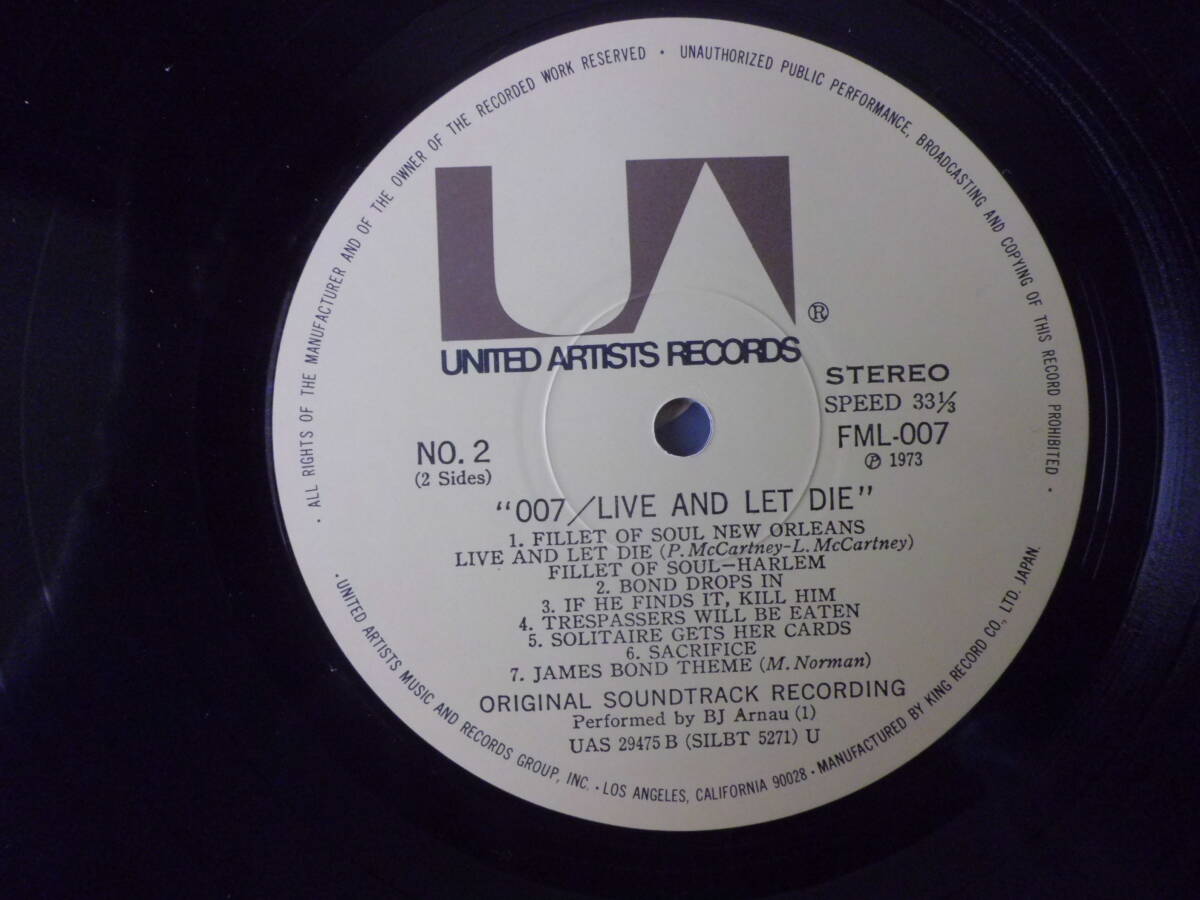 · ALL RIGHTS OF THE MANUFACTURER AND OF THE OWNER OF THE RECORDED WORK RESERVED · UNAUTHORIZED PUBLIC PERFORMANCE, BROADCASTING AND COPYING OF THIS RECORD PROHIBITED ·
UA ®
UNITED ARTISTS RECORDS
STEREO
SPEED 33⅓
NO. 2
FML-007
(2 Sides)
℗ 1973
"007/LIVE AND LET DIE"
1. FILLET OF SOUL NEW ORLEANS
LIVE AND LET DIE (P. McCartney-L. McCartney)
FILLET OF SOUL-HARLEM
2. BOND DROPS IN
3. IF HE FINDS IT, KILL HIM
4. TRESPASSERS WILL BE EATEN
5. SOLITAIRE GETS HER CARDS
6. SACRIFICE
7. JAMES BOND THEME (M. Norman)
ORIGINAL SOUNDTRACK RECORDING
Performed by BJ Arnau (1)
UAS 29475 B (SILBT 5271) U
· UNITED ARTISTS MUSIC AND RECORDS GROUP, INC. · LOS ANGELES, CALIFORNIA 90028 · MANUFACTURED BY KING RECORD CO., LTD. JAPAN.